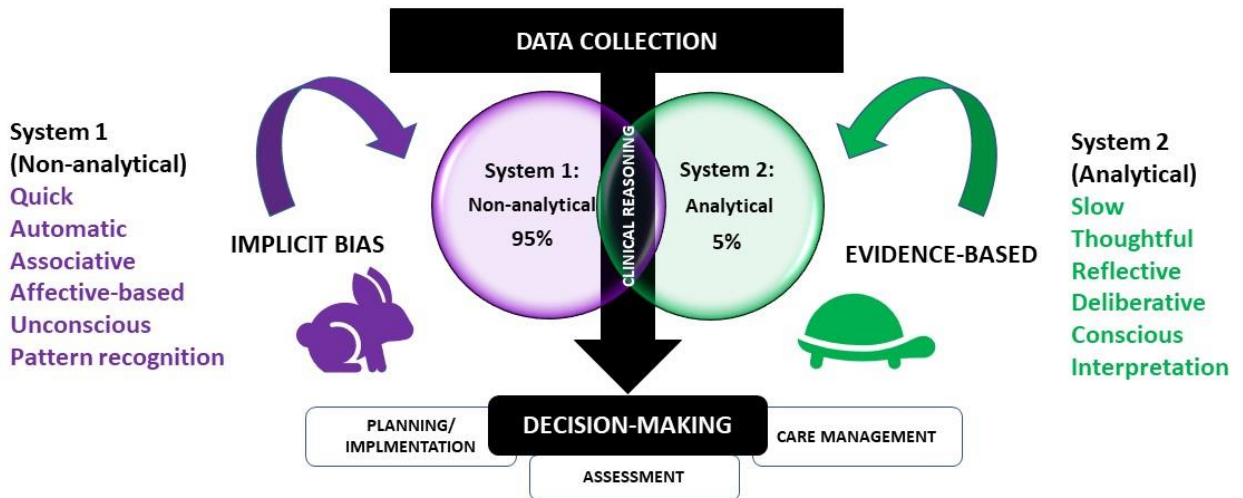 DATA COLLECTION
System 1
(Non-analytical)
Quick
Automatic
Associative
Affective-based
Unconscious
Pattern recognition
IMPLICIT BIAS
System 1:
Non-analytical
95%
CLINICAL REASONING
System 2:
Analytical
5%
EVIDENCE-BASED
System 2
(Analytical)
Slow
Thoughtful
Reflective
Deliberative
Conscious
Interpretation
DECISION-MAKING
PLANNING/
IMPLMENTATION
ASSESSMENT
CARE MANAGEMENT